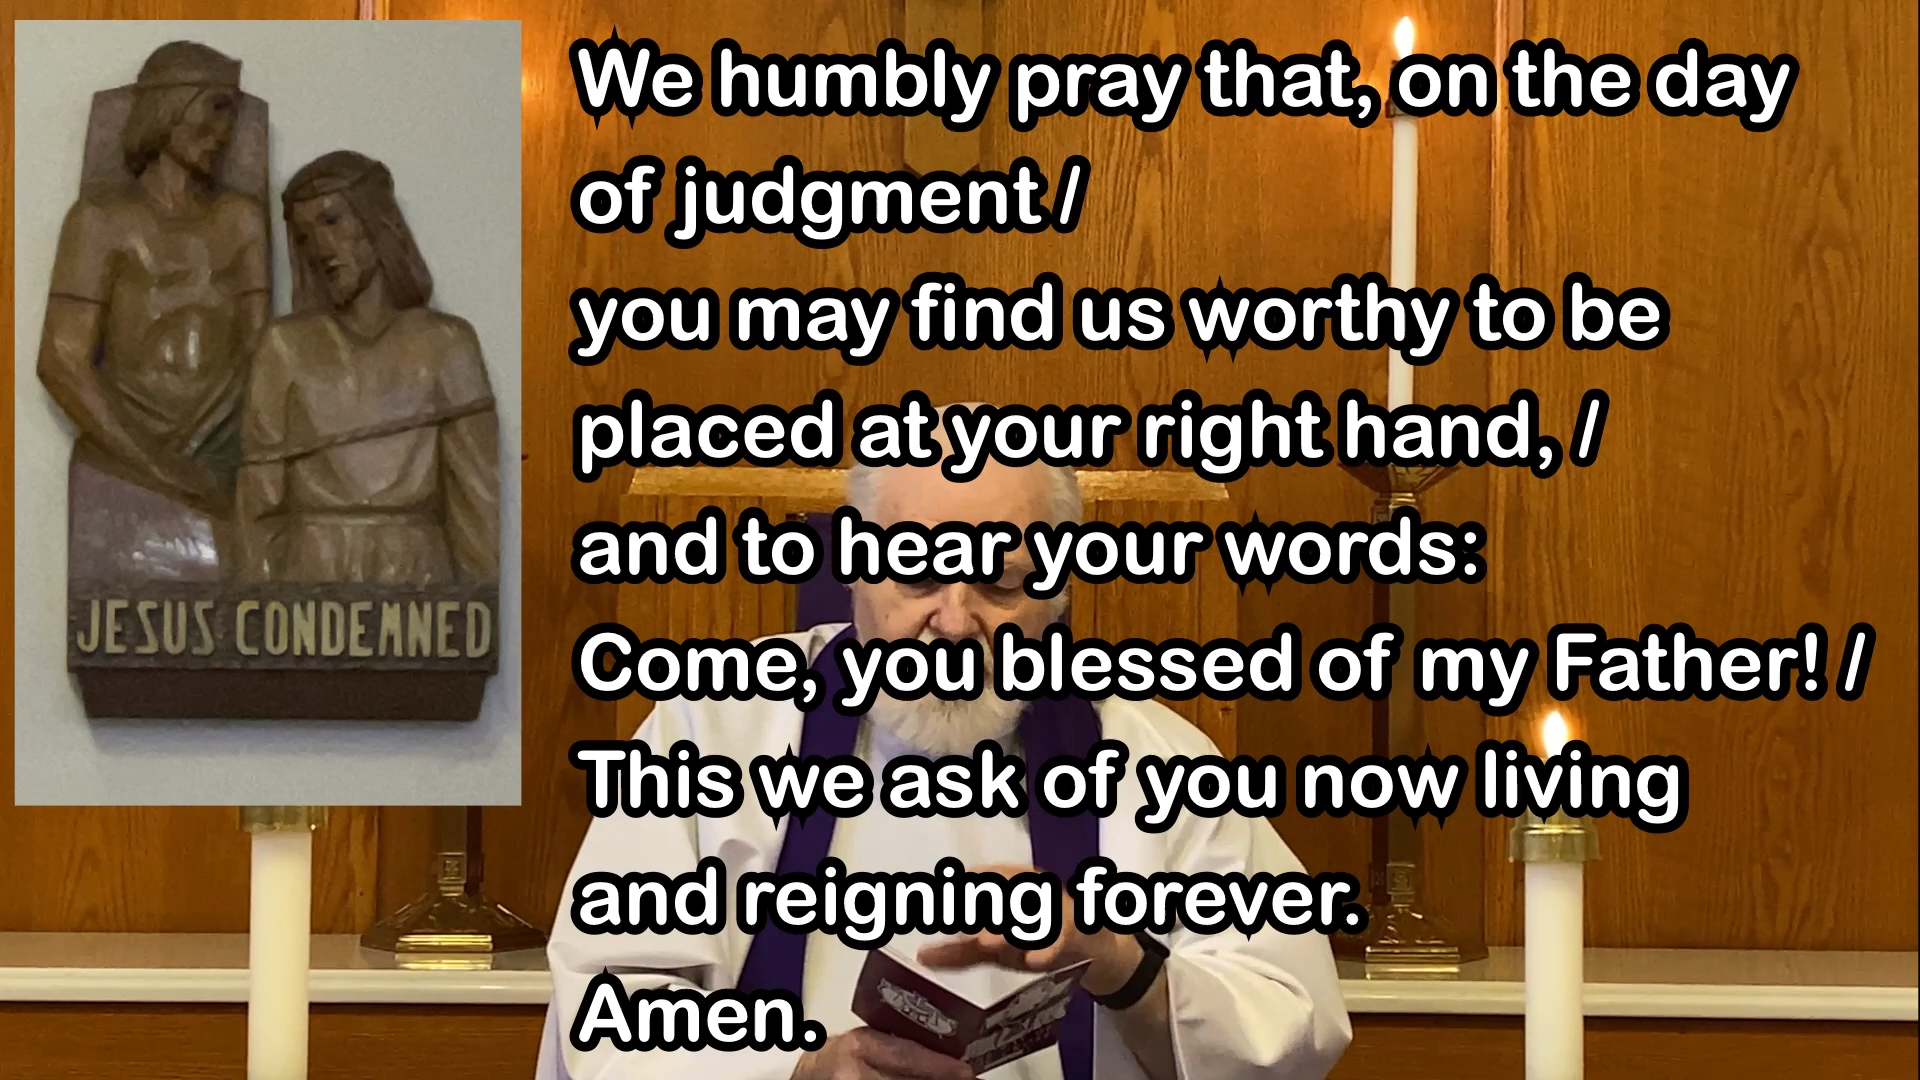 JESUS CONDEMNED
We humbly pray that, on the day
of judgment /
you may find us worthy to be
placed at your right hand, /
and to hear your words:
Come, you blessed of my Father! /
This we ask of you now living
and reigning forever.
Amen.